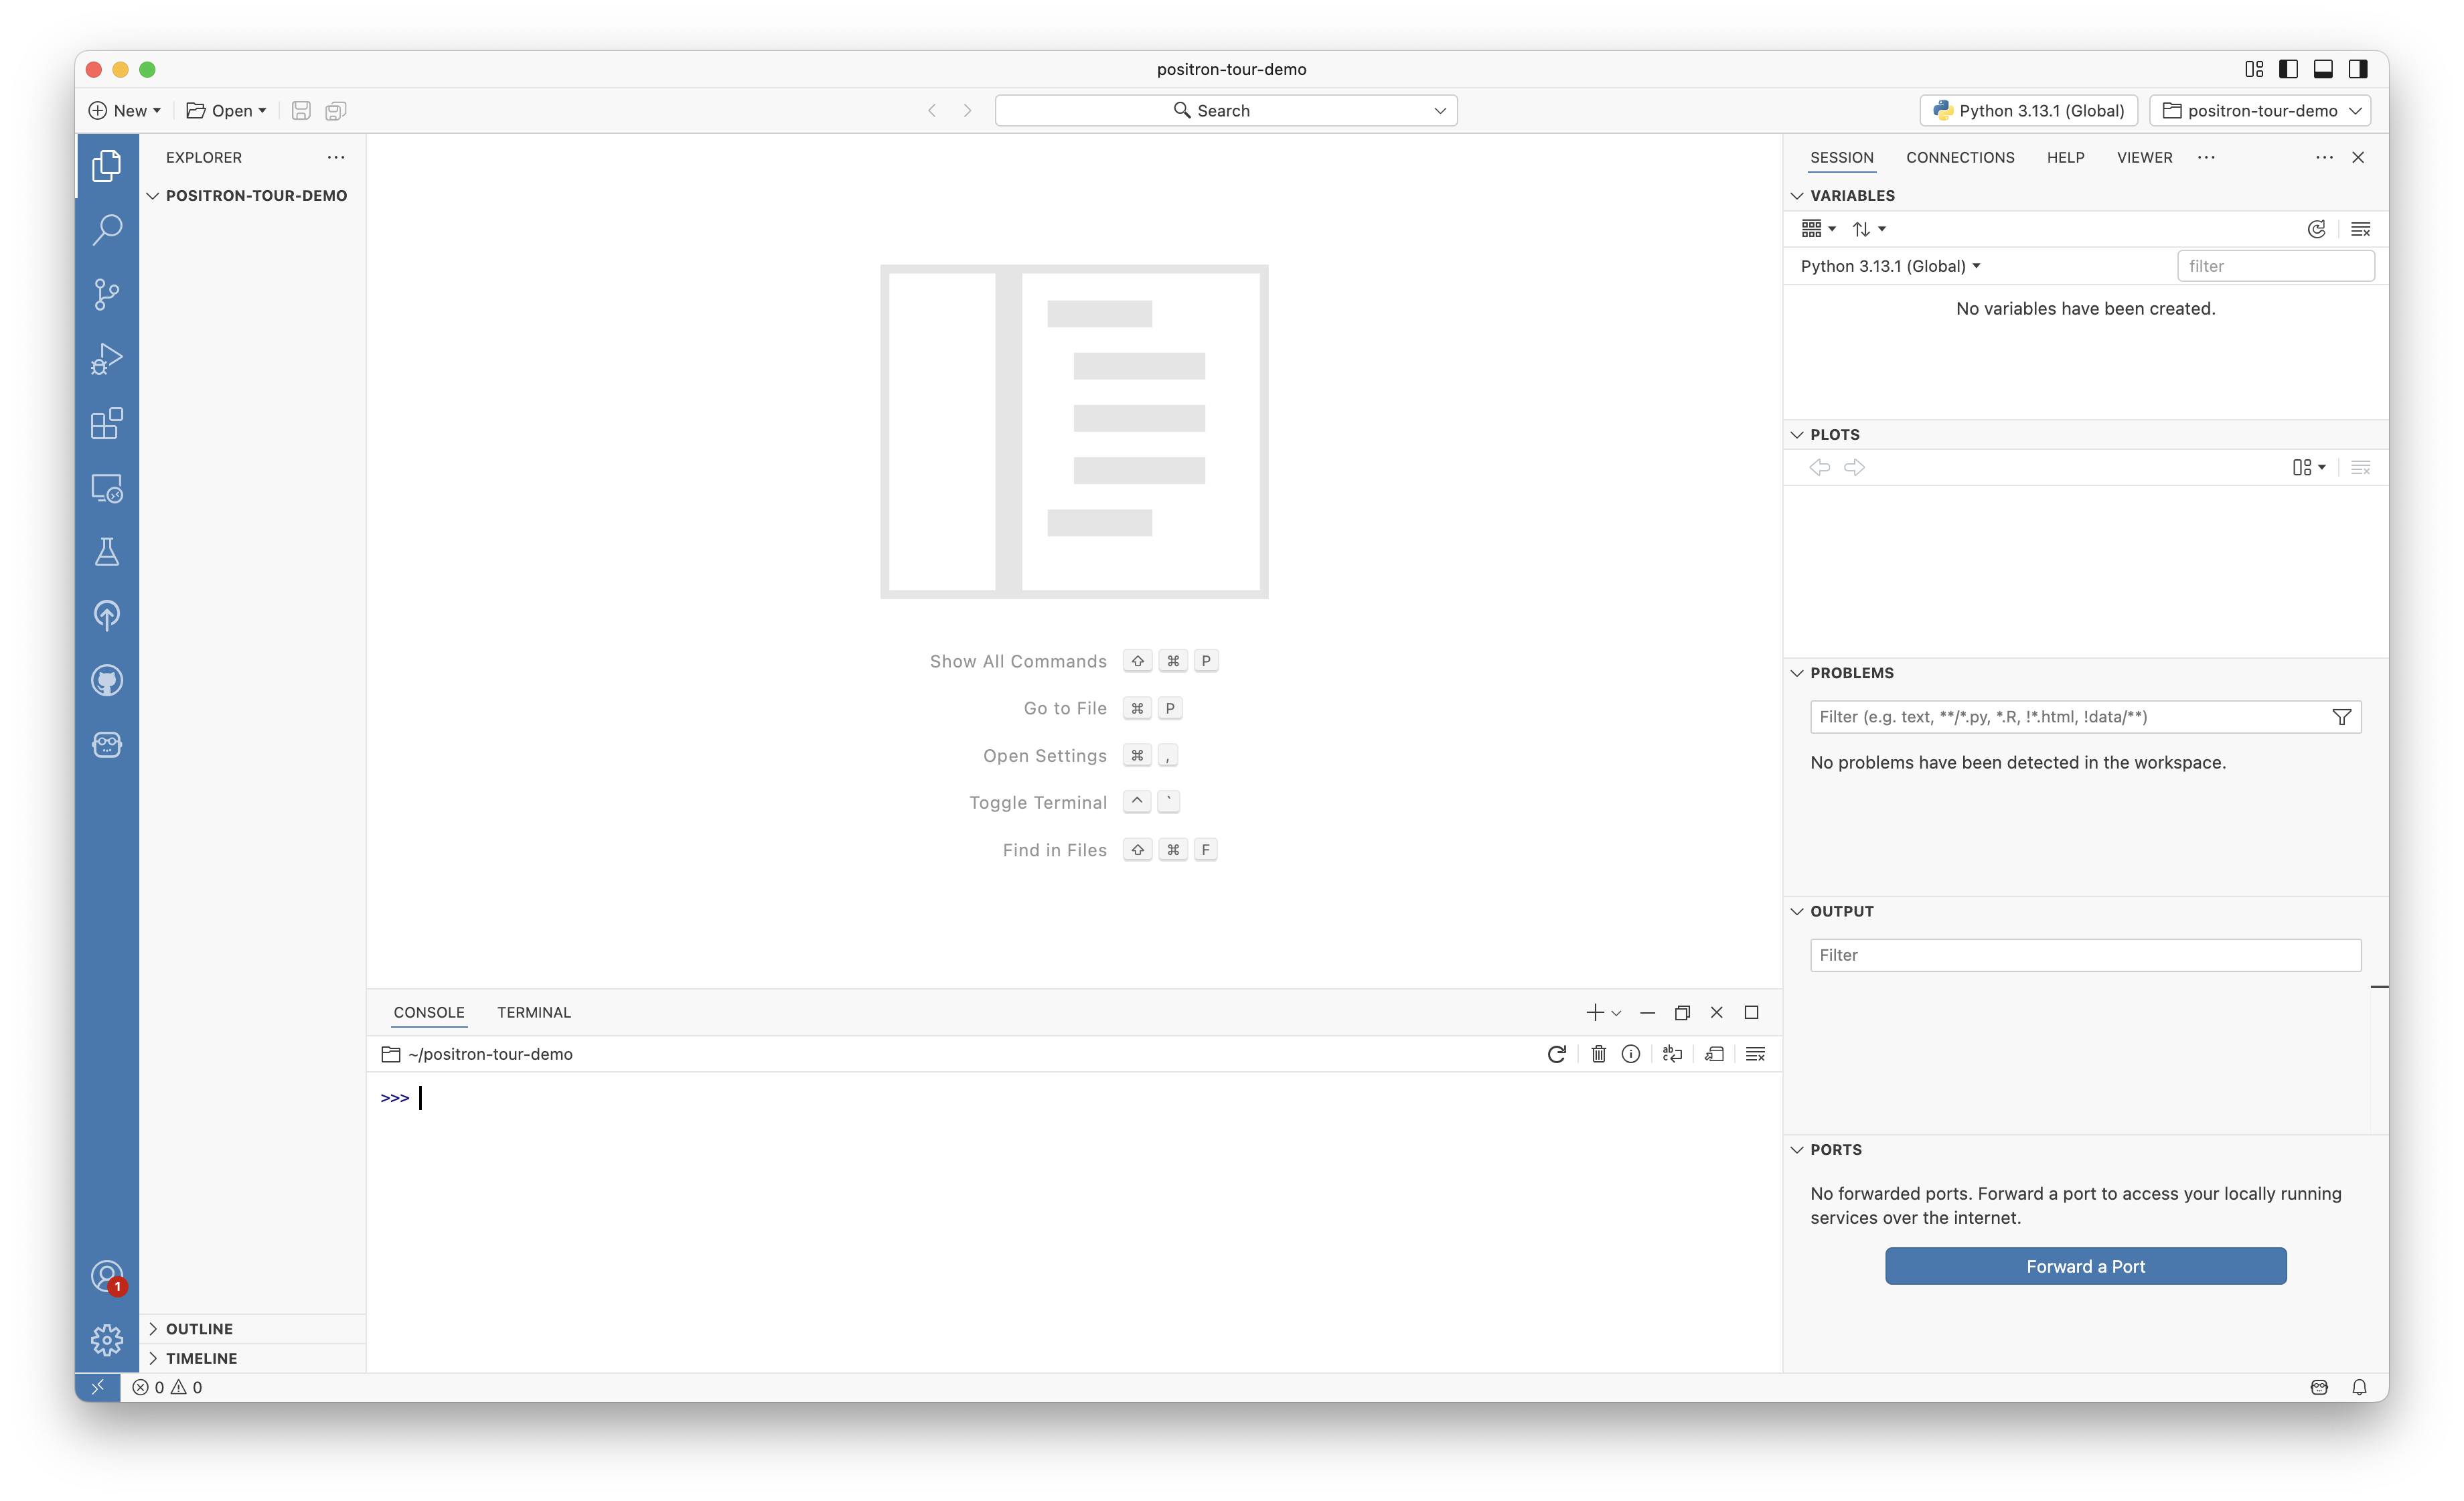 positron-tour-demo
New
Open
Search
Python 3.13.1 (Global)
positron-tour-demo
EXPLORER
POSITRON-TOUR-DEMO
Show All Commands ⇧ ⌘ P
Go to File ⌘ P
Open Settings ⌘ ,
Toggle Terminal ^ `
Find in Files ⇧ ⌘ F
CONSOLE
TERMINAL
~/positron-tour-demo
>>>
SESSION
CONNECTIONS
HELP
VIEWER
VARIABLES
Python 3.13.1 (Global)
filter
No variables have been created.
PLOTS
PROBLEMS
Filter (e.g. text, **/*.py, *.R, !*.html, !data/**)
No problems have been detected in the workspace.
OUTPUT
Filter
PORTS
No forwarded ports. Forward a port to access your locally running
services over the internet.
Forward a Port
1
OUTLINE
TIMELINE
0
0